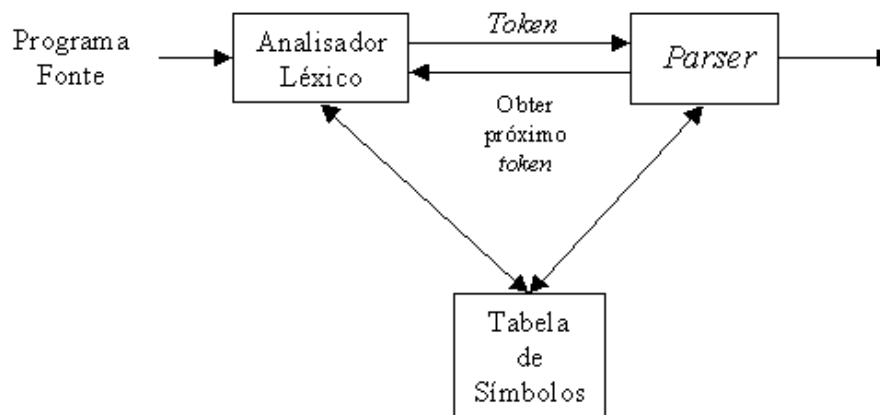 Programa
Fonte
Analisador
Léxico
Token
Parser
Obter
próximo
token
Tabela
de
Símbolos